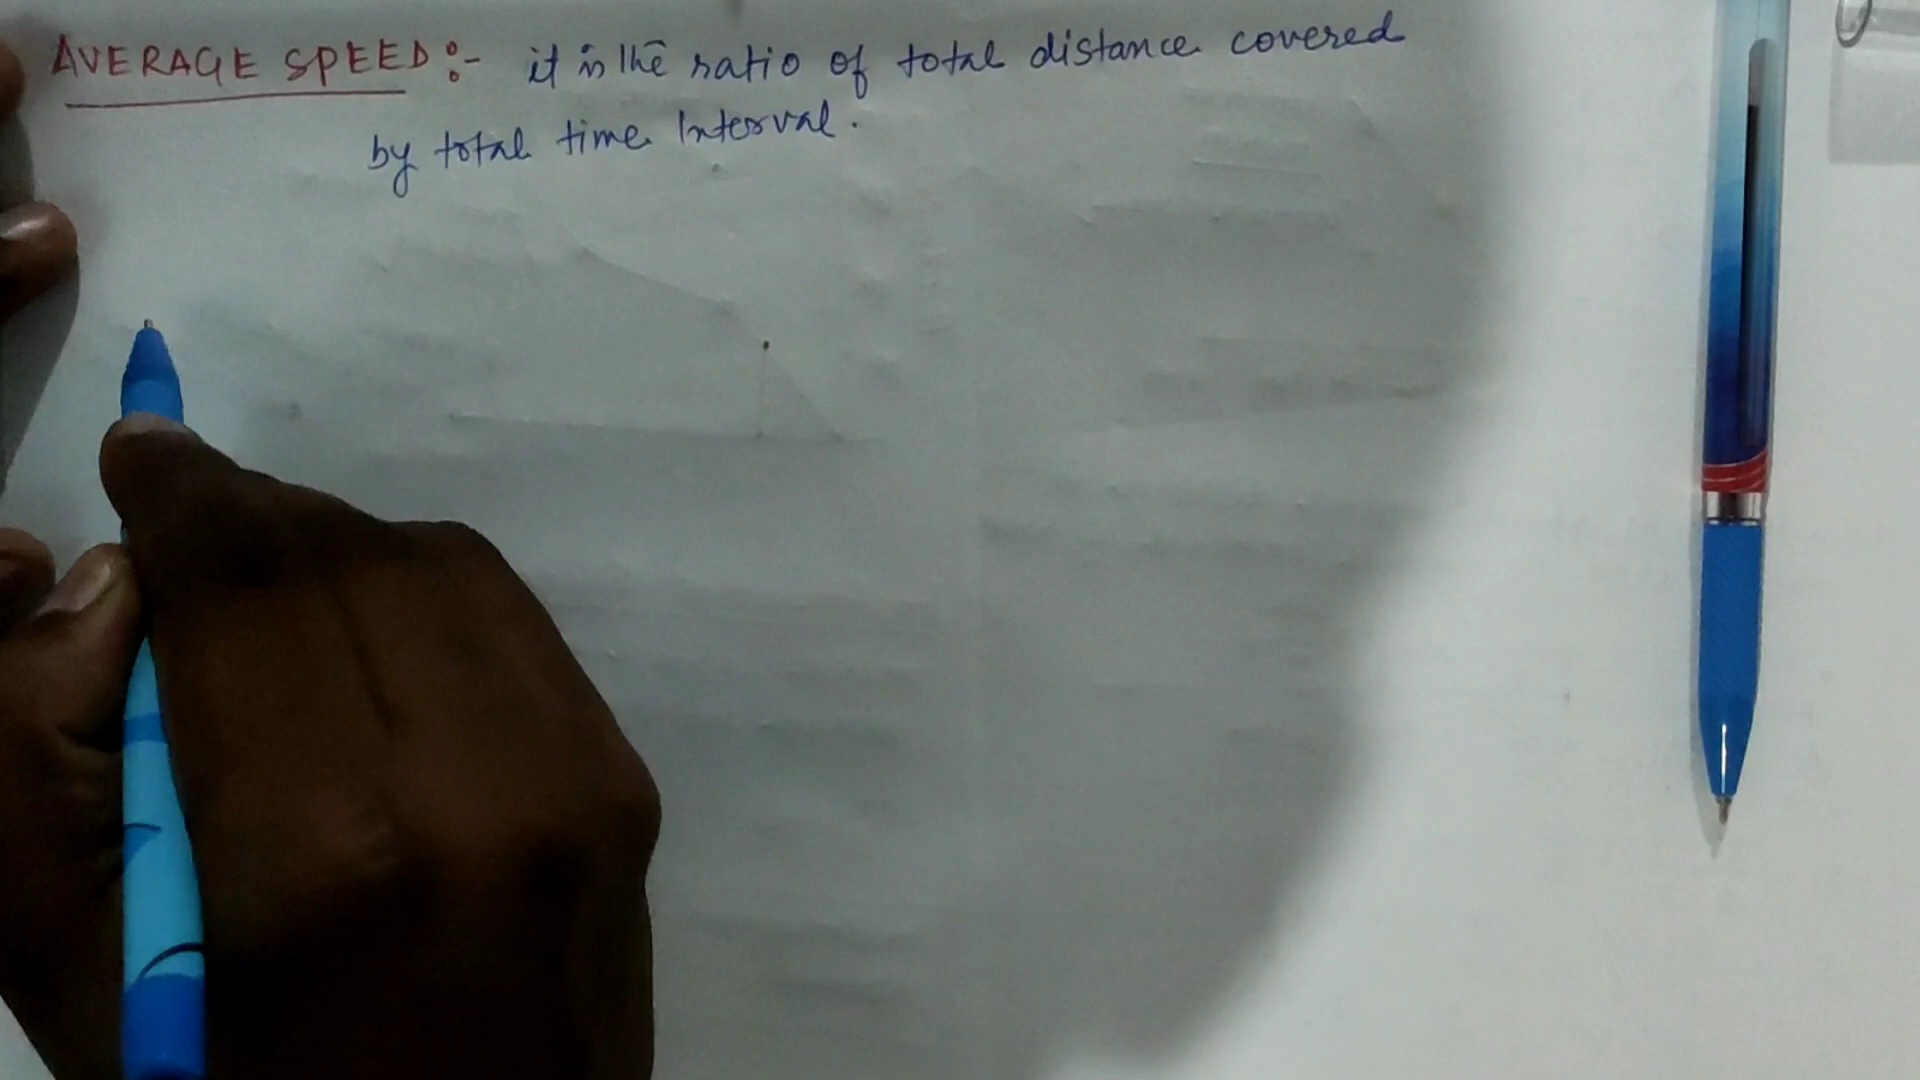 AVERAGE SPEED :- it is the ratio of total distance covered
by total time Interval.